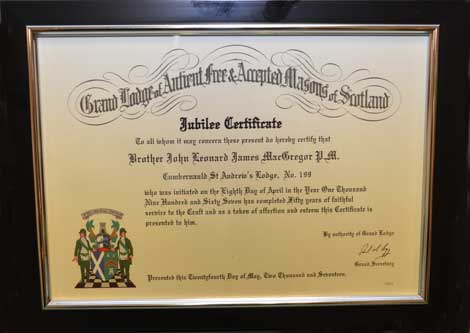 Grand Lodge of Antient Free & Accepted Masons of Scotland
Jubilee Certificate
To all whom it may concern these present do hereby certify that
Brother John Leonard James MacGregor P.M.
Cumbernauld St Andrew's Lodge, No. 199
who was initiated on the Eighth Day of April in the Year One Thousand
Nine Hundred and Sixty Seven has completed Fifty years of faithful
service to the Craft and as a token of affection and esteem this Certificate is
presented to him.
By authority of Grand Lodge
Grand Secretary
Presented this Twentyfourth Day of May, Two Thousand and Seventeen.